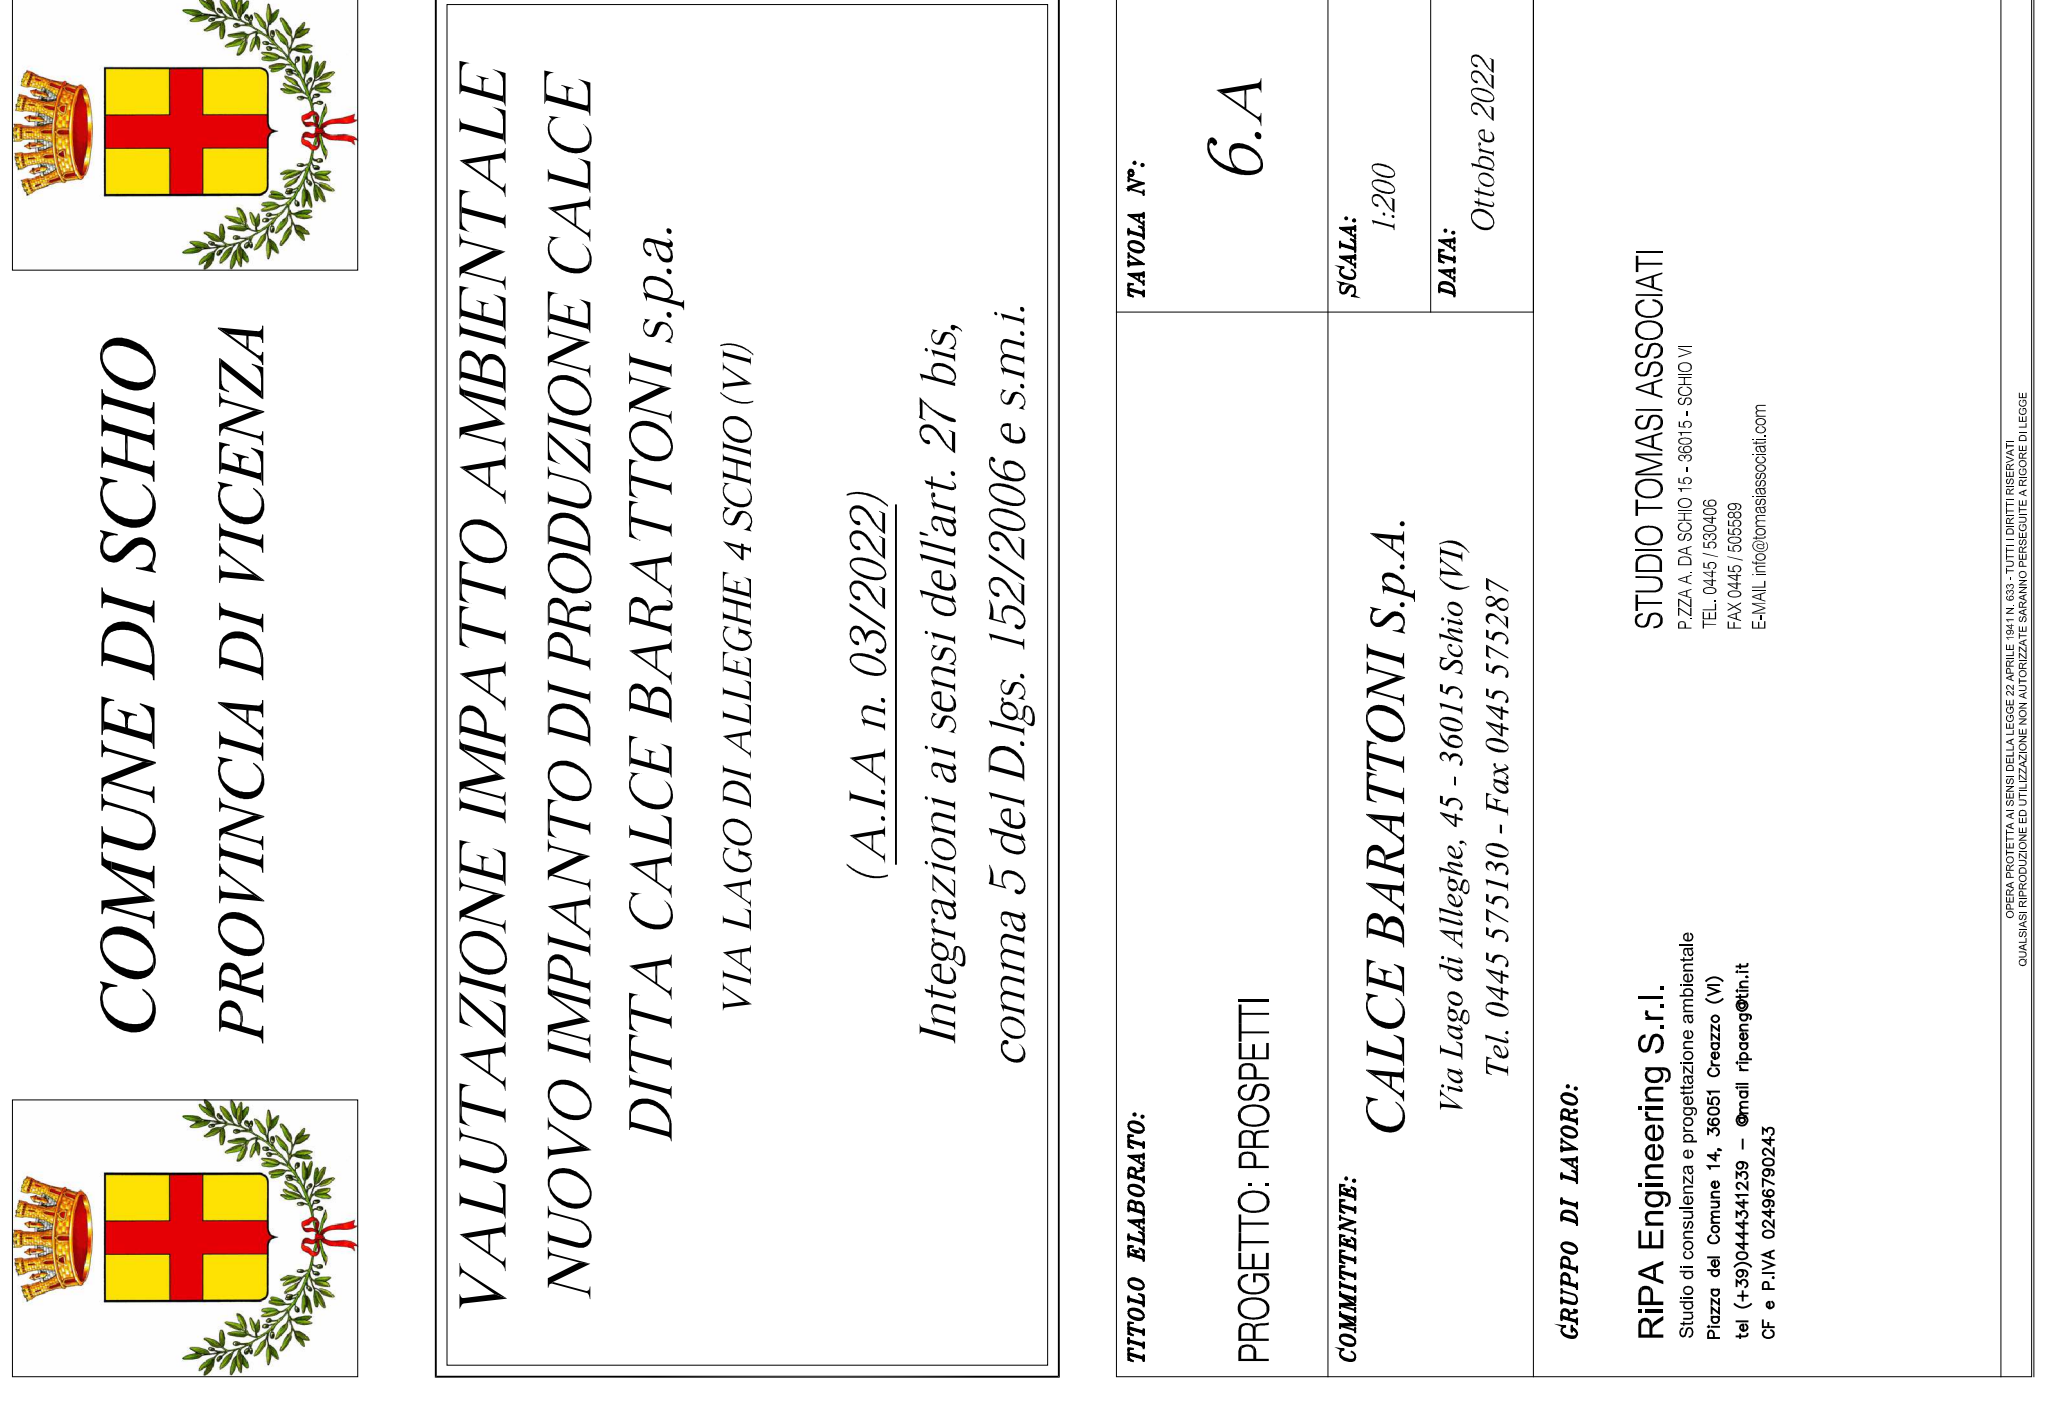 COMUNE DI SCHIO
PROVINCIA DI VICENZA
VALUTAZIONE IMPATTO AMBIENTALE
NUOVO IMPIANTO DI PRODUZIONE CALCE
DITTA CALCE BARATTONI s.p.a.
VIA LAGO DI ALLEGHE 4 SCHIO (VI)
(A.I.A n. 03/2022)
Integrazioni ai sensi dell'art. 27 bis,
comma 5 del D.lgs. 152/2006 e s.m.i.
TITOLO ELABORATO:
PROGETTO: PROSPETTI
TAVOLA N°:
6.A
COMMITTENTE:
CALCE BARATTONI S.p.A.
Via Lago di Alleghe, 45 - 36015 Schio (VI)
Tel. 0445 575130 - Fax 0445 575287
SCALA:
1:200
DATA:
Ottobre 2022
GRUPPO DI LAVORO:
RiPA Engineering S.r.l.
Studio di consulenza e progettazione ambientale
Piazza del Comune 14, 36051 Creazzo (VI)
tel (+39)0444341239 - @mail ripaeng@tin.it
CF e P.IVA 02496790243
STUDIO TOMASI ASSOCIATI
P.ZZA A. DA SCHIO 15 - 36015 - SCHIO VI
TEL. 0445 / 530406
FAX 0445 / 505589
E-MAIL info@tomasiassociati.com
OPERA PROTETTA AI SENSI DELLA LEGGE 22 APRILE 1941 N. 633 - TUTTI I DIRITTI RISERVATI
QUALSIASI RIPRODUZIONE ED UTILIZZAZIONE NON AUTORIZZATE SARANNO PERSEGUITE A RIGORE DI LEGGE